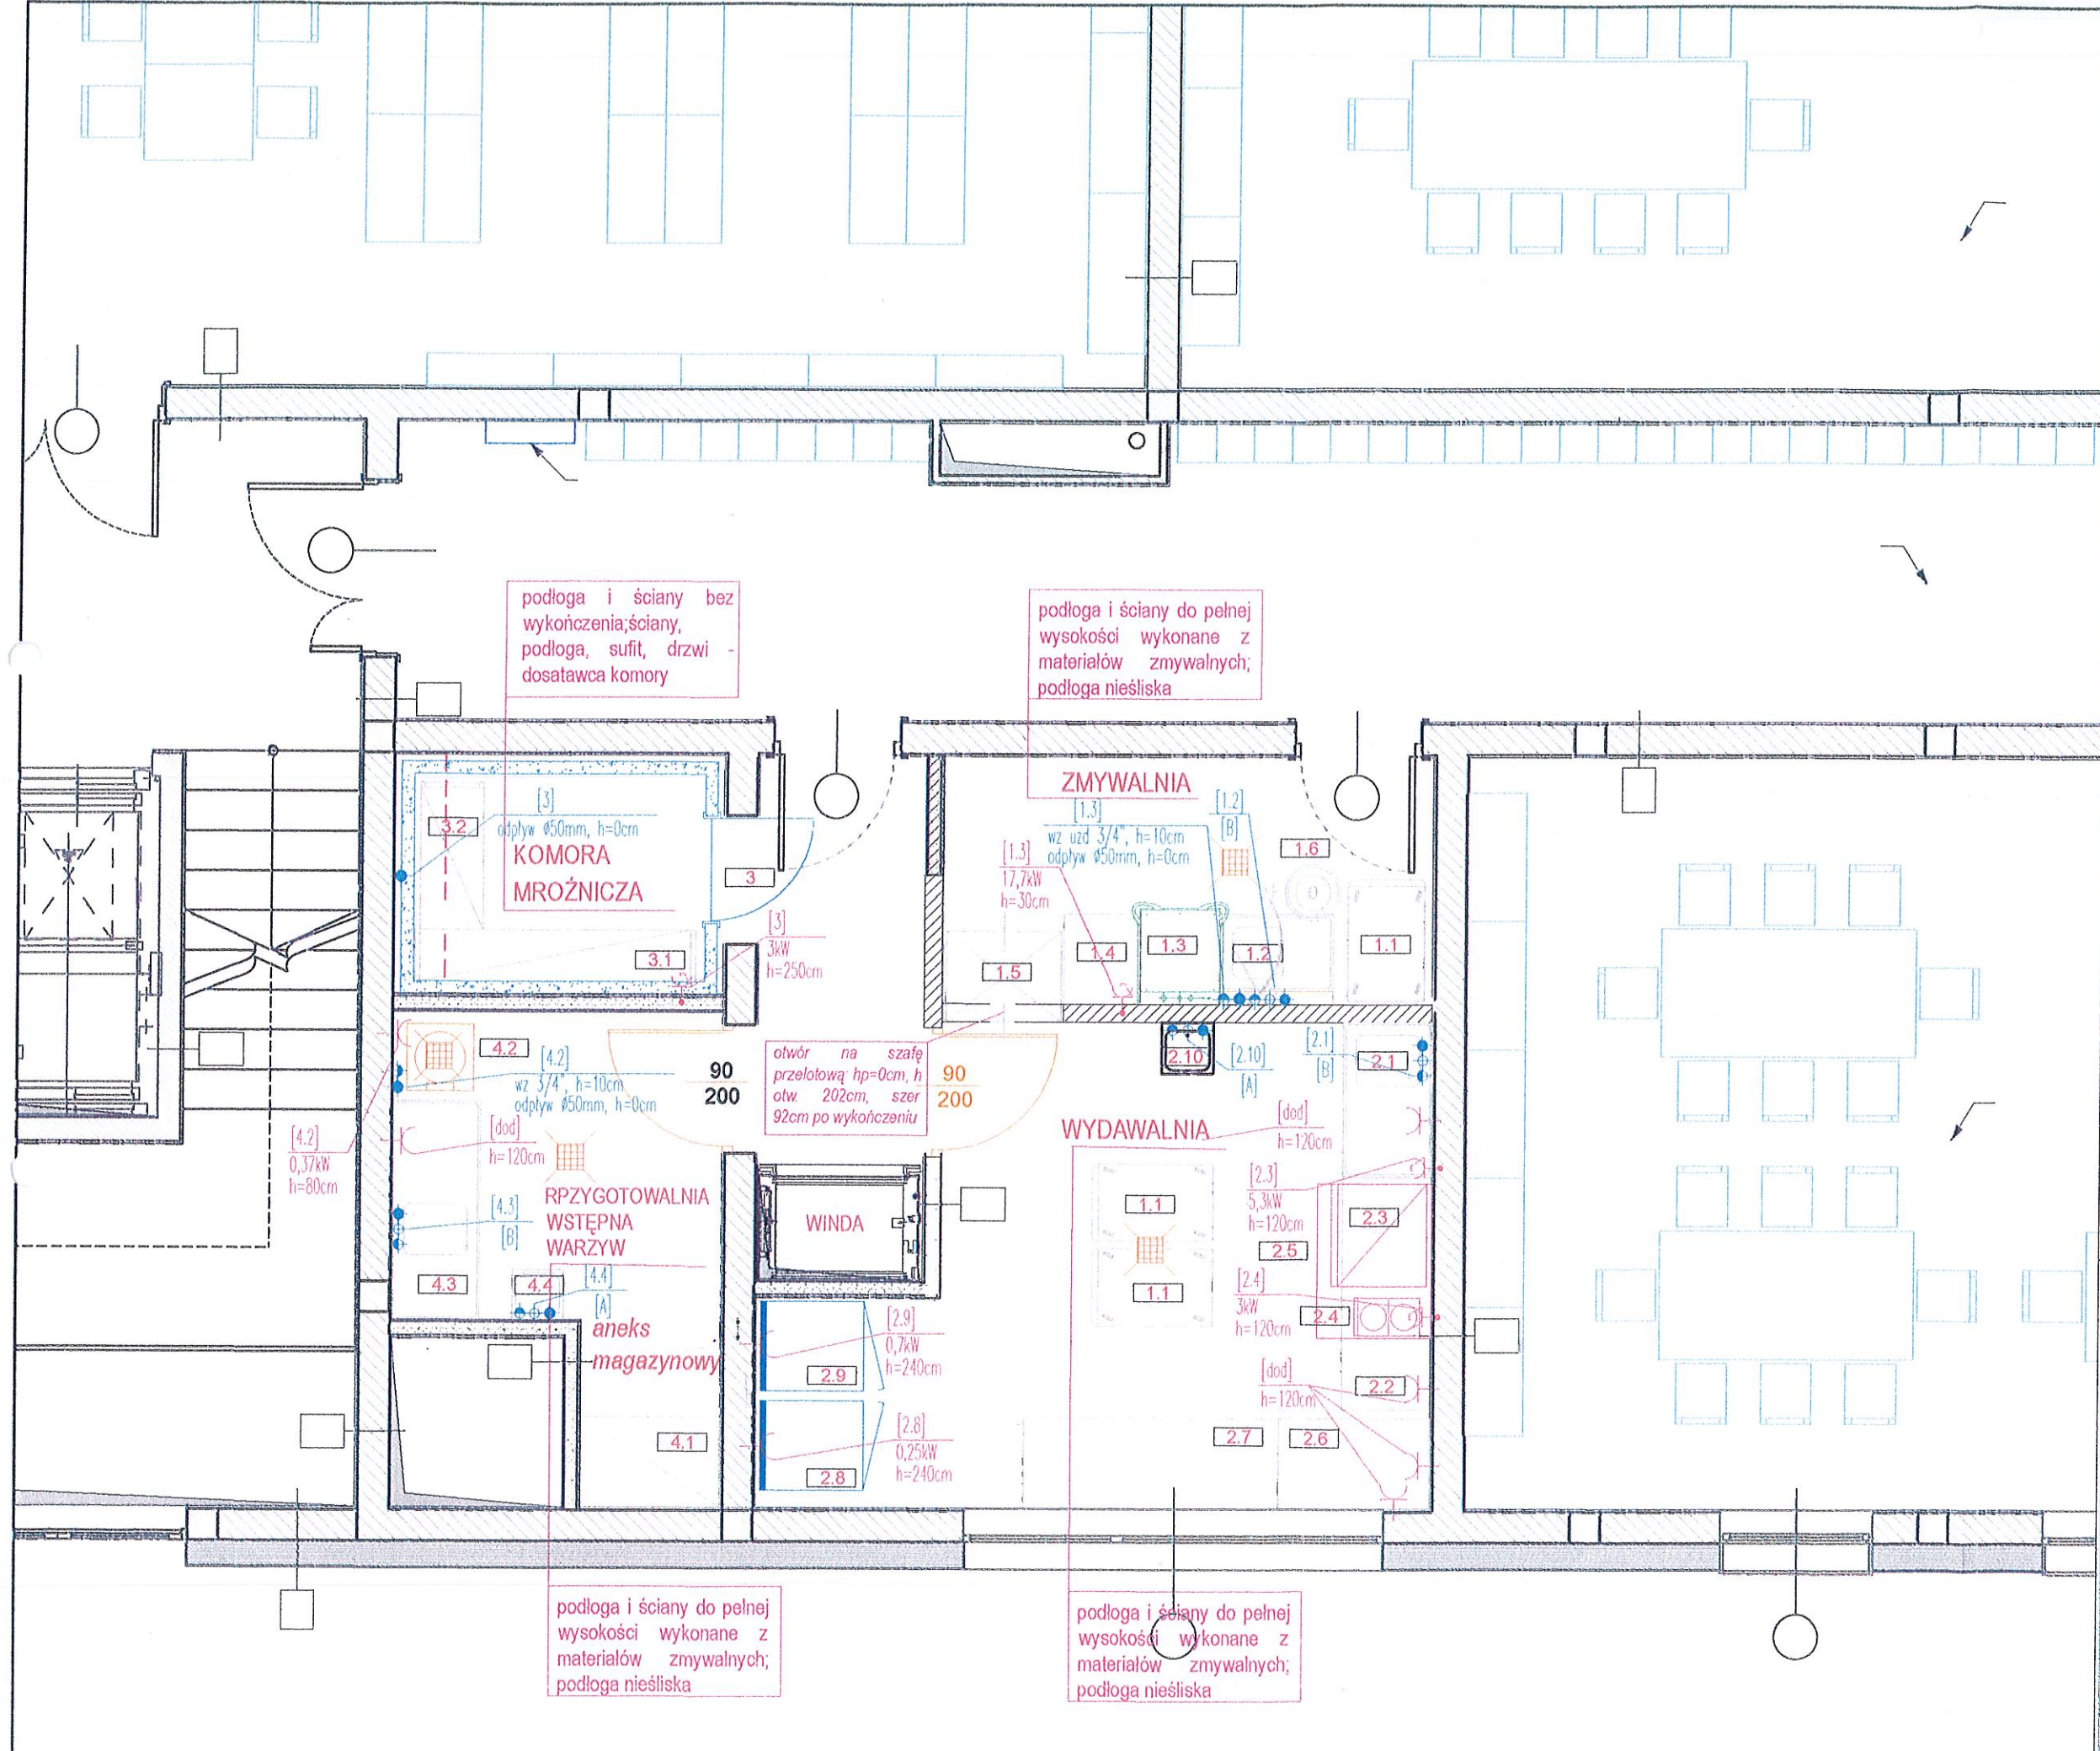 podłoga i ściany bez
wykończenia;ściany,
podłoga, sufit, drzwi -
dosatawca komory
podłoga i ściany do pełnej
wysokości wykonane z
materiałów zmywalnych;
podłoga nieśliska
ZMYWALNIA
[3]
odpływ ø50mm, h=0cm
3.2
KOMORA
MROŹNICZA
3
3.1
[3]
3kW
h=250cm
[1.3]
wz uzd 3/4", h=10cm
odpływ ø50mm, h=0cm
[1.2]
[B]
1.6
[1.3]
17,7kW
h=30cm
1.5
1.4
1.3
1.2
1.1
4.2
[4.2]
wz 3/4", h=10cm
odpływ ø50mm, h=0cm
90
200
otwór na szafę
przelotową hp=0cm, h
otw. 202cm, szer
92cm po wykończeniu
90
200
2.10
[2.10]
[A]
[2.1]
[B]
2.1
[4.2]
0,37kW
h=80cm
[dod]
h=120cm
WYDAWALNIA
[dod]
h=120cm
RPZYGOTOWALNIA
WSTĘPNA
WARZYW
[4.3]
[B]
WINDA
1.1
1.1
[2.3]
5,3kW
h=120cm
2.3
2.5
4.3
4.4
[4.4]
[A]
[2.4]
3kW
h=120cm
2.4
aneks
magazynowy
[2.9]
0,7kW
h=240cm
2.9
[dod]
h=120cm
2.2
4.1
[2.8]
0,25kW
h=240cm
2.8
2.7
2.6
podłoga i ściany do pełnej
wysokości wykonane z
materiałów zmywalnych;
podłoga nieśliska
podłoga i ściany do pełnej
wysokości wykonane z
materiałów zmywalnych;
podłoga nieśliska